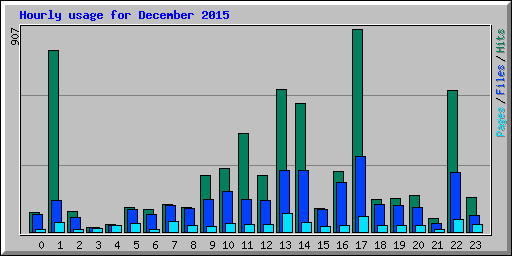 Hourly usage for December 2015
907
Pages/Files/Hits
0 1 2 3 4 5 6 7 8 9 10 11 12 13 14 15 16 17 18 19 20 21 22 23